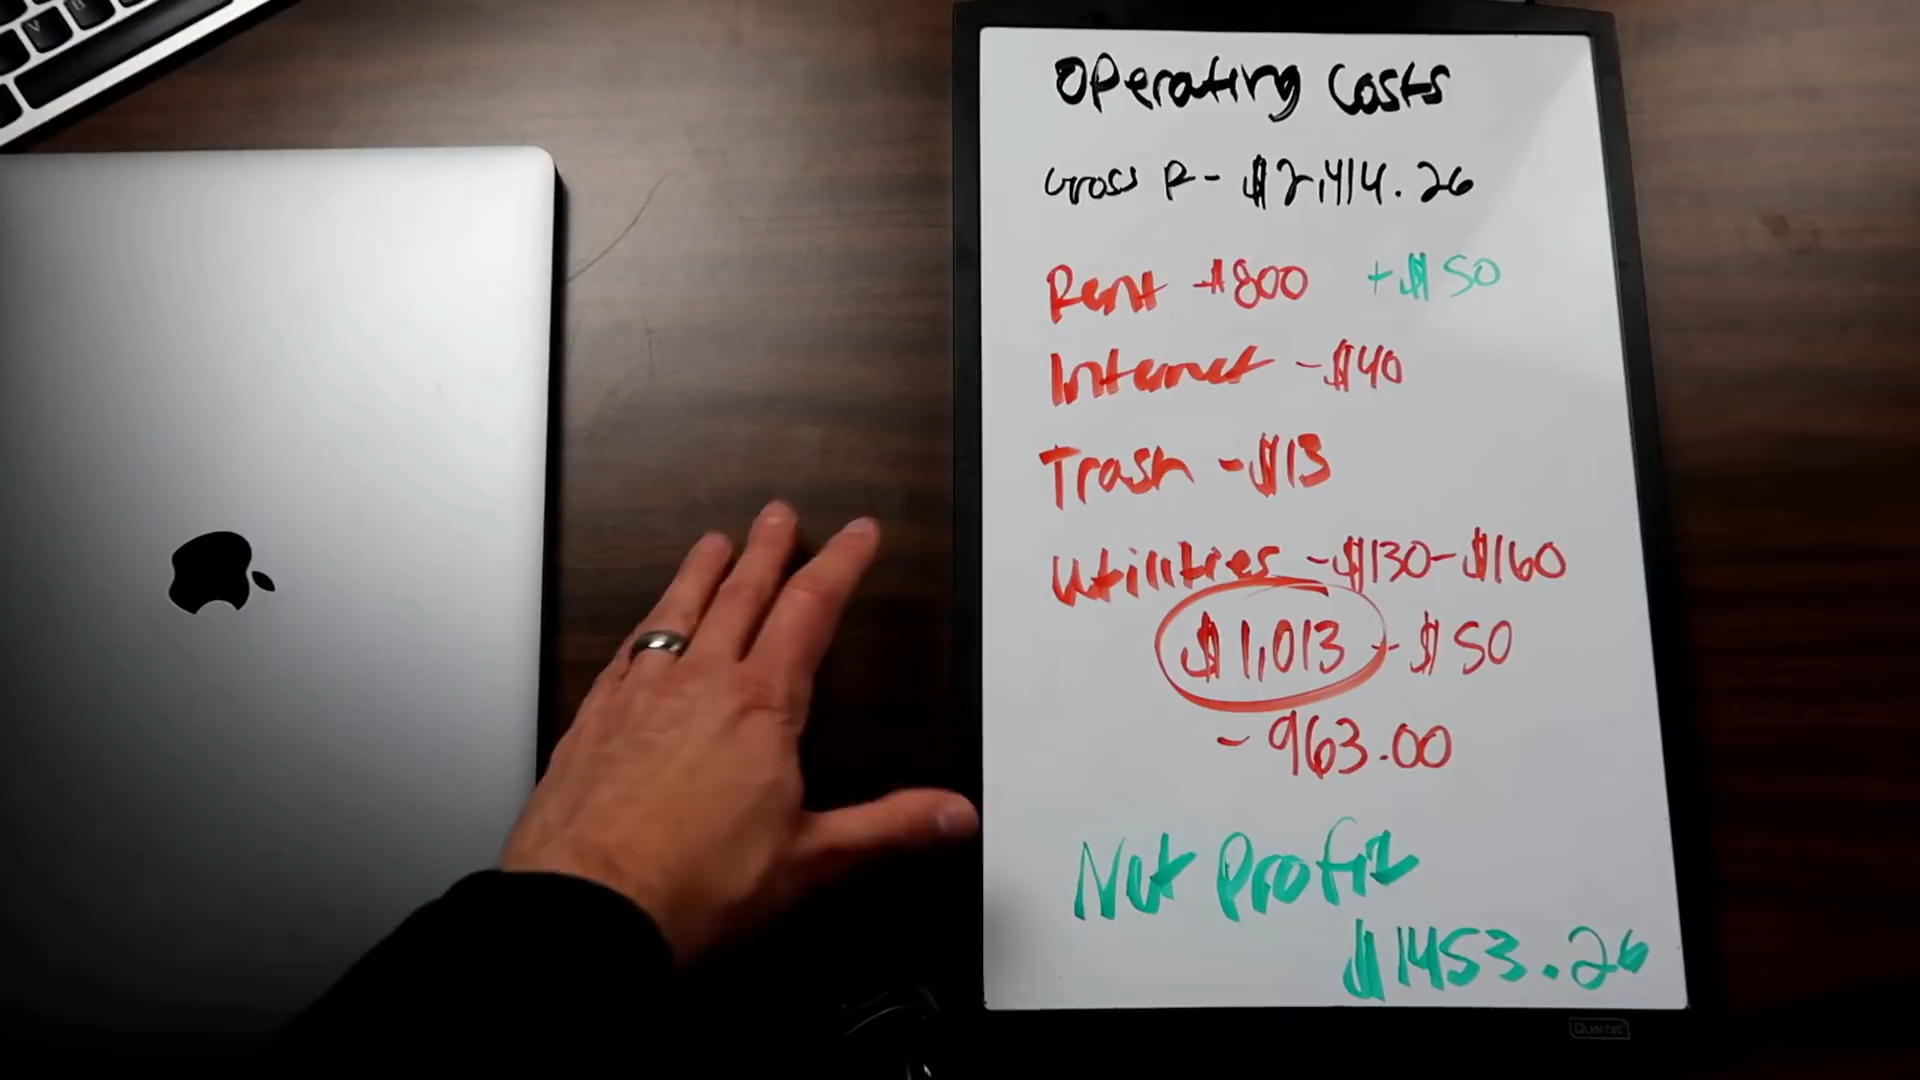 Operating Costs
Gross R - $2,414.26
Rent - $800 + $50
Internet - $40
Trash - $13
Utilities - $130 - $160
$1,013 - $50
- 963.00
Net Profit
$1453.26
Quartet
V B